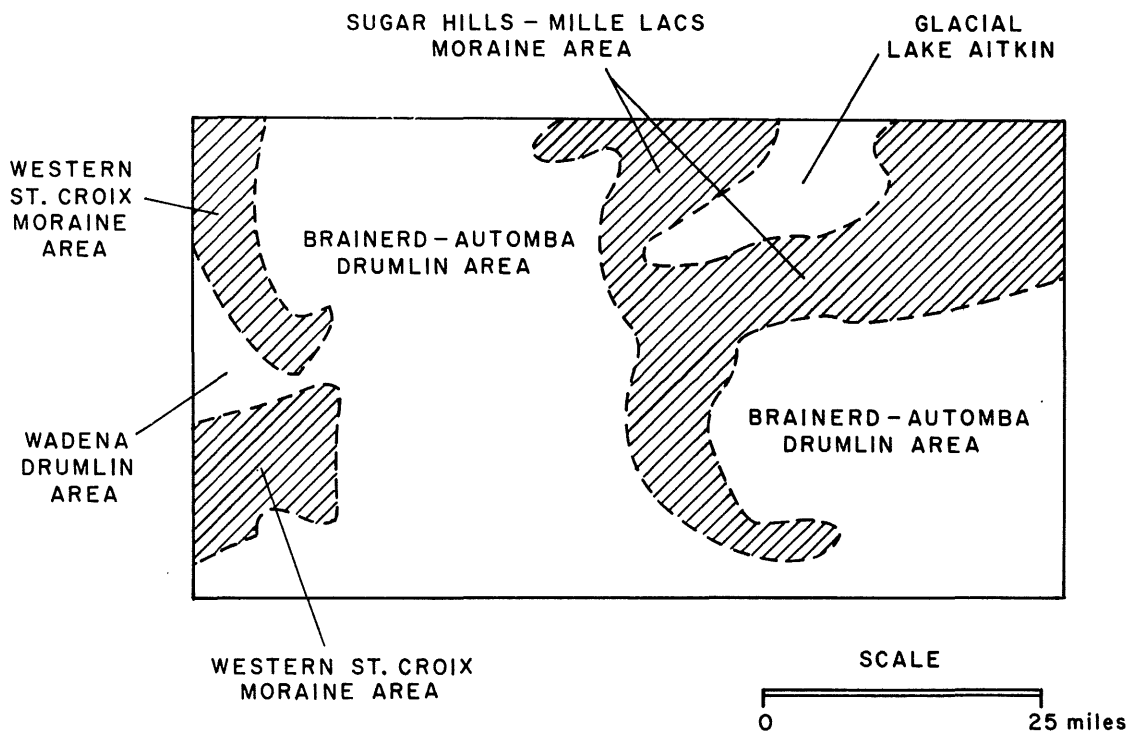 SUGAR HILLS – MILLE LACS
MORAINE AREA
GLACIAL
LAKE AITKIN
WESTERN
ST. CROIX
MORAINE
AREA
BRAINERD – AUTOMBA
DRUMLIN AREA
WADENA
DRUMLIN
AREA
BRAINERD – AUTOMBA
DRUMLIN AREA
WESTERN ST. CROIX
MORAINE AREA
SCALE
0 25 miles